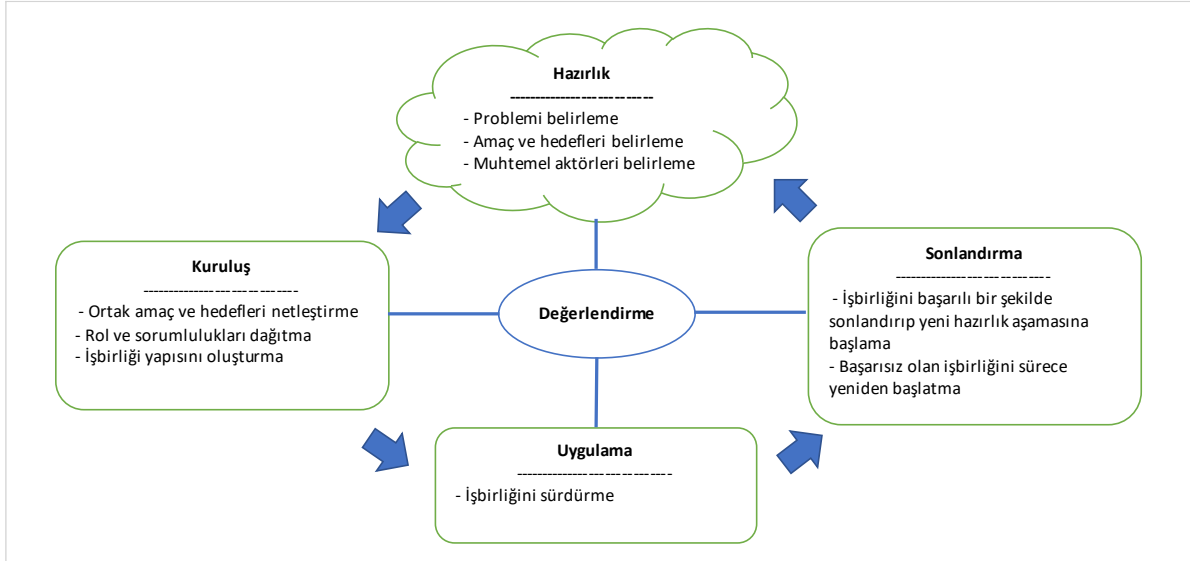 Hazırlık
----------------------------
- Problemi belirleme
- Amaç ve hedefleri belirleme
- Muhtemel aktörleri belirleme
Kuruluş
------------------------------
- Ortak amaç ve hedefleri netleştirme
- Rol ve sorumlulukları dağıtma
- İşbirliği yapısını oluşturma
Değerlendirme
Sonlandırma
------------------------------
- İşbirliğini başarılı bir şekilde
sonlandırıp yeni hazırlık aşamasına
başlama
- Başarısız olan işbirliğini sürece
yeniden başlatma
Uygulama
------------------------------
- İşbirliğini sürdürme